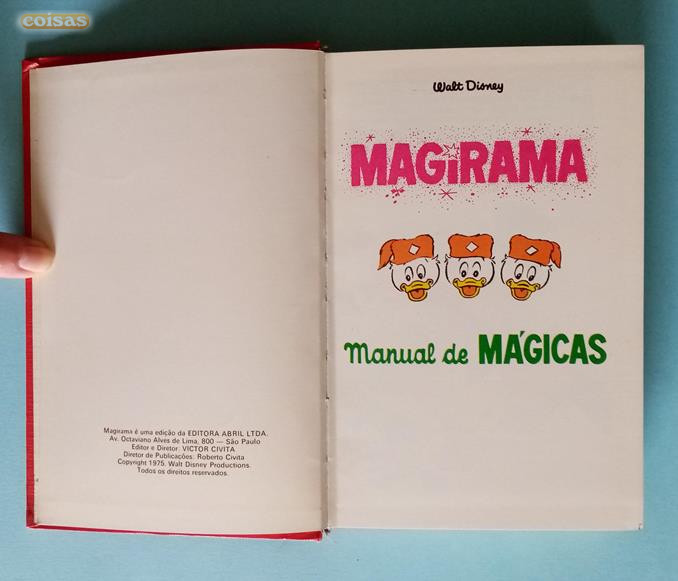 coisas
Magirama é uma edição da EDITORA ABRIL LTDA.
Av. Octaviano Alves de Lima, 800 — São Paulo
Editor e Diretor: VICTOR CIVITA
Diretor de Publicações: Roberto Civita
Copyright 1975. Walt Disney Productions.
Todos os direitos reservados.
Walt Disney
MAGiRAMA
Manual de MÁGICAS